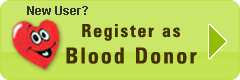 New User?
Register as
Blood Donor